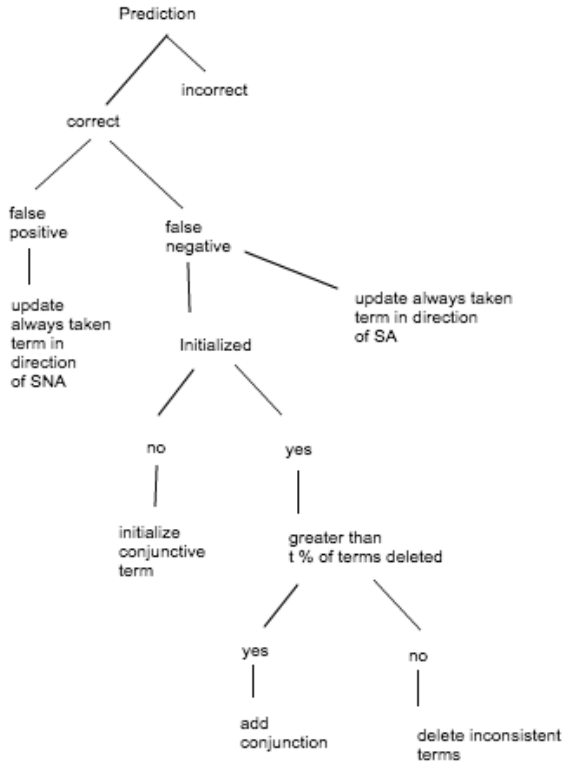 Prediction
incorrect
correct
false
positive
false
negative
update
always taken
term in
direction
of SNA
update always taken
term in direction
of SA
Initialized
no
yes
initialize
conjunctive
term
greater than
t % of terms deleted
yes
no
add
conjunction
delete inconsistent
terms